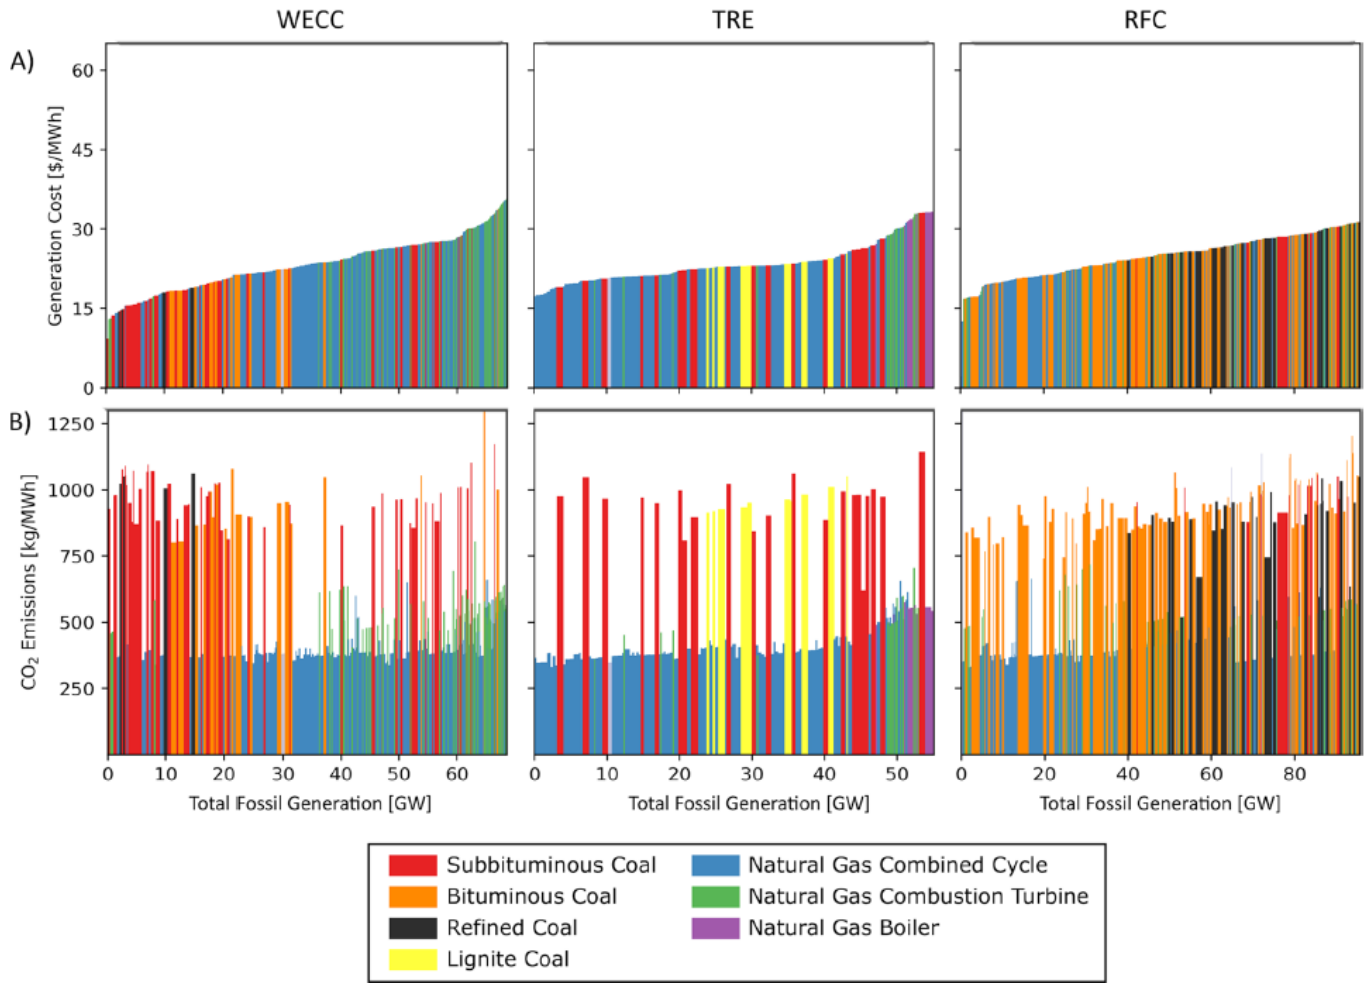 WECC TRE RFC
A)
60
45
30
15
0
Generation Cost [$/MWh]
B)
1250
1000
750
500
250
CO₂ Emissions [kg/MWh]
0 10 20 30 40 50 60
0 10 20 30 40 50
0 20 40 60 80
Total Fossil Generation [GW] Total Fossil Generation [GW] Total Fossil Generation [GW]
Subbituminous Coal
Bituminous Coal
Refined Coal
Lignite Coal
Natural Gas Combined Cycle
Natural Gas Combustion Turbine
Natural Gas Boiler